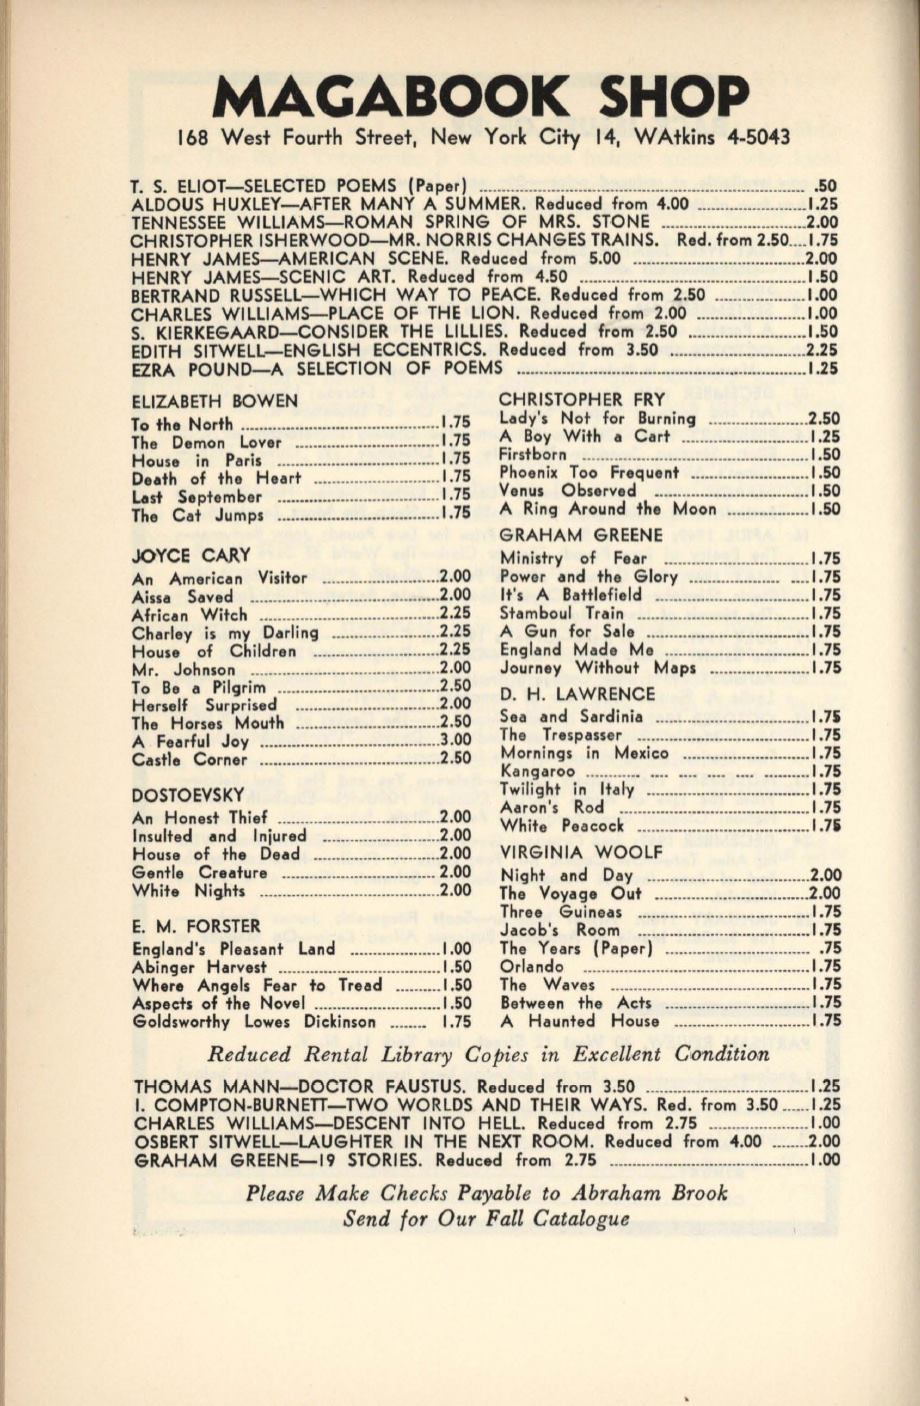 MAGABOOK SHOP
168 West Fourth Street, New York City 14, WAtkins 4-5043
T. S. ELIOT—SELECTED POEMS (Paper) .50
ALDOUS HUXLEY—AFTER MANY A SUMMER. Reduced from 4.00 1.25
TENNESSEE WILLIAMS—ROMAN SPRING OF MRS. STONE 2.00
CHRISTOPHER ISHERWOOD—MR. NORRIS CHANGES TRAINS. Red. from 2.50 1.75
HENRY JAMES—AMERICAN SCENE. Reduced from 5.00 2.00
HENRY JAMES—SCENIC ART. Reduced from 4.50 1.50
BERTRAND RUSSELL—WHICH WAY TO PEACE. Reduced from 2.50 1.00
CHARLES WILLIAMS—PLACE OF THE LION. Reduced from 2.00 1.00
S. KIERKEGAARD—CONSIDER THE LILLIES. Reduced from 2.50 1.50
EDITH SITWELL—ENGLISH ECCENTRICS. Reduced from 3.50 2.25
EZRA POUND—A SELECTION OF POEMS 1.25
ELIZABETH BOWEN
To the North 1.75
The Demon Lover 1.75
House in Paris 1.75
Death of the Heart 1.75
Last September 1.75
The Cat Jumps 1.75
JOYCE CARY
An American Visitor 2.00
Aissa Saved 2.00
African Witch 2.25
Charley is my Darling 2.25
House of Children 2.25
Mr. Johnson 2.00
To Be a Pilgrim 2.50
Herself Surprised 2.00
The Horses Mouth 2.50
A Fearful Joy 3.00
Castle Corner 2.50
DOSTOEVSKY
An Honest Thief 2.00
Insulted and Injured 2.00
House of the Dead 2.00
Gentle Creature 2.00
White Nights 2.00
E. M. FORSTER
England's Pleasant Land 1.00
Abinger Harvest 1.50
Where Angels Fear to Tread 1.50
Aspects of the Novel 1.50
Goldsworthy Lowes Dickinson 1.75
CHRISTOPHER FRY
Lady's Not for Burning 2.50
A Boy With a Cart 1.25
Firstborn 1.50
Phoenix Too Frequent 1.50
Venus Observed 1.50
A Ring Around the Moon 1.50
GRAHAM GREENE
Ministry of Fear 1.75
Power and the Glory 1.75
It's A Battlefield 1.75
Stamboul Train 1.75
A Gun for Sale 1.75
England Made Me 1.75
Journey Without Maps 1.75
D. H. LAWRENCE
Sea and Sardinia 1.75
The Trespasser 1.75
Mornings in Mexico 1.75
Kangaroo 1.75
Twilight in Italy 1.75
Aaron's Rod 1.75
White Peacock 1.75
VIRGINIA WOOLF
Night and Day 2.00
The Voyage Out 2.00
Three Guineas 1.75
Jacob's Room 1.75
The Years (Paper) .75
Orlando 1.75
The Waves 1.75
Between the Acts 1.75
A Haunted House 1.75
Reduced Rental Library Copies in Excellent Condition
THOMAS MANN—DOCTOR FAUSTUS. Reduced from 3.50 1.25
I. COMPTON-BURNETT—TWO WORLDS AND THEIR WAYS. Red. from 3.50 1.25
CHARLES WILLIAMS—DESCENT INTO HELL. Reduced from 2.75 1.00
OSBERT SITWELL—LAUGHTER IN THE NEXT ROOM. Reduced from 4.00 2.00
GRAHAM GREENE—19 STORIES. Reduced from 2.75 1.00
Please Make Checks Payable to Abraham Brook
Send for Our Fall Catalogue